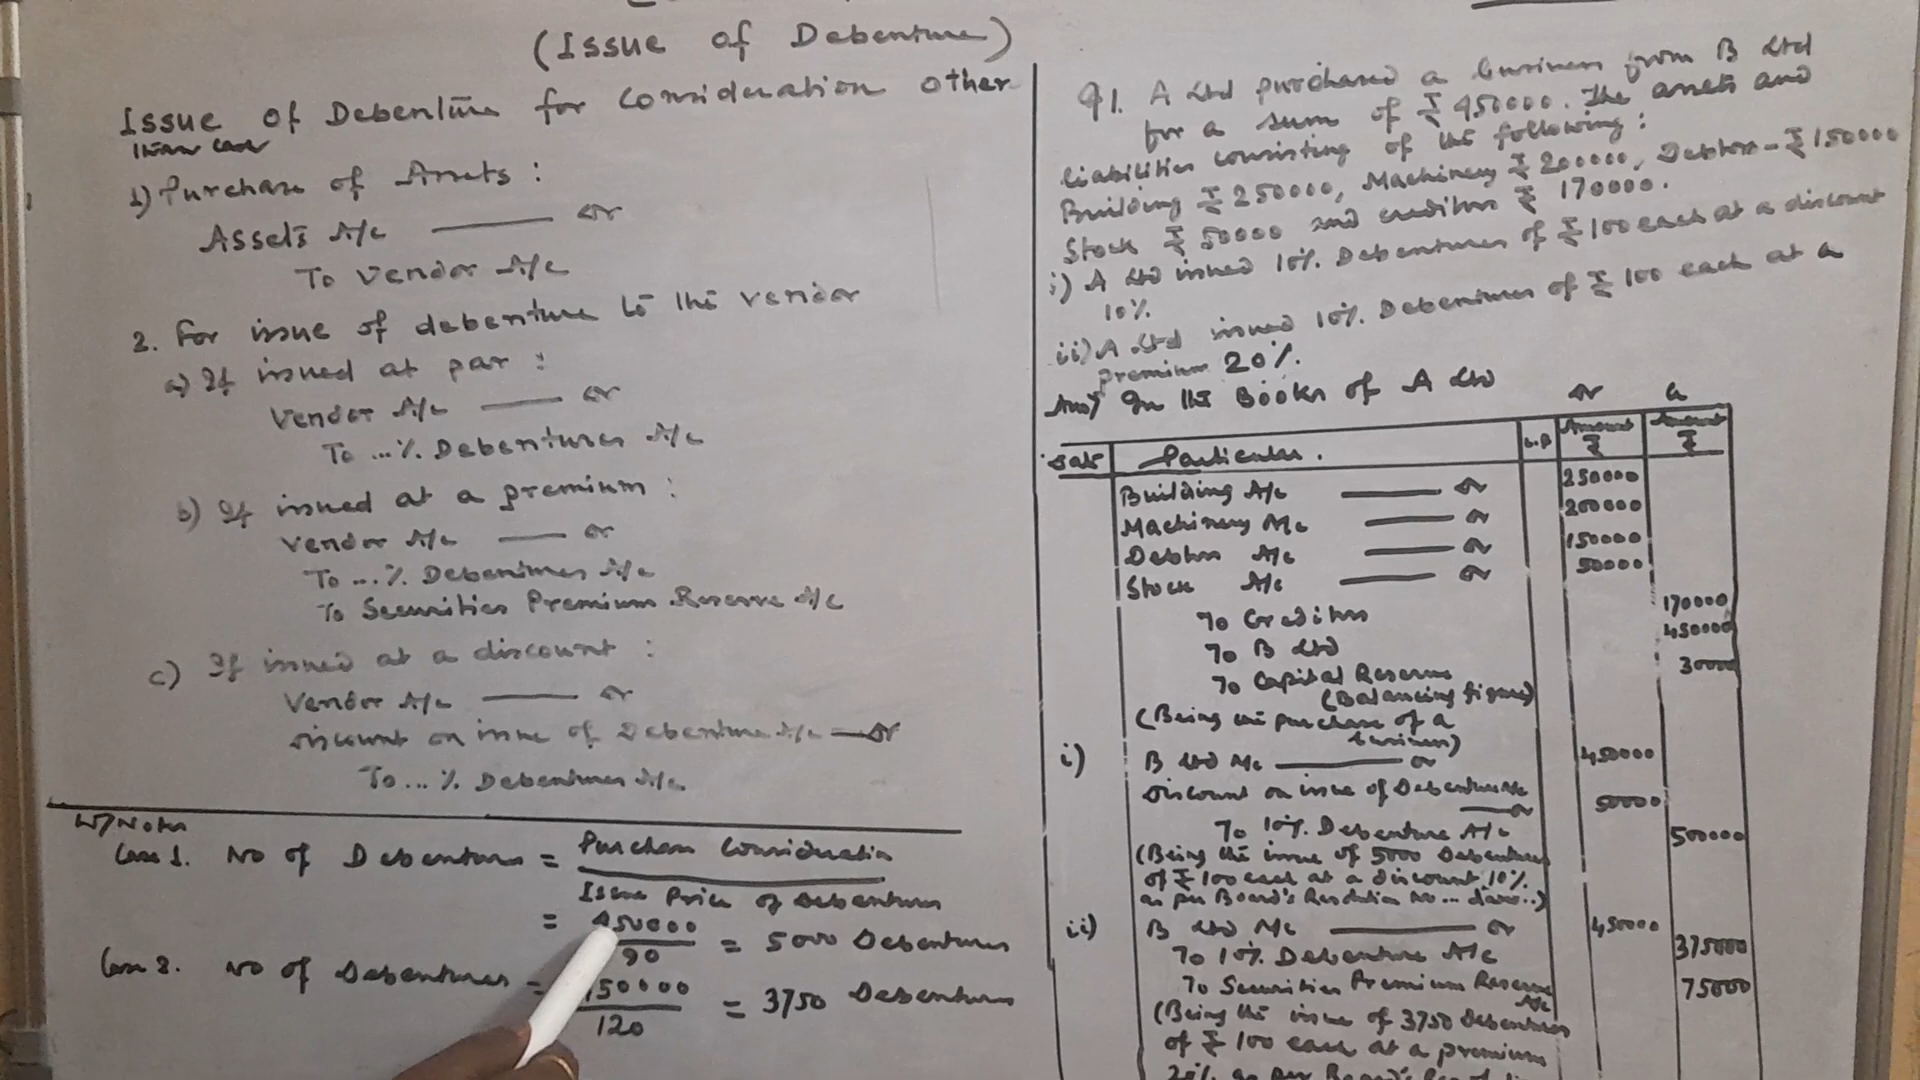 (Issue of Debenture)
Issue of Debenture for Consideration other
than cash
1) Purchase of Assets :
Assets A/c ——— Dr
To Vendor A/c
2. For issue of debenture to the vendor
a) If issued at par :
Vendor A/c ——— Dr
To ...% Debentures A/c
b) If issued at a premium :
Vendor A/c ——— Dr
To ...% Debentures A/c
To Securities Premium Reserve A/c
c) If issued at a discount :
Vendor A/c ——— Dr
Discount on issue of Debenture A/c — Dr
To ...% Debentures A/c
W/Notes
Case 1. No of Debentures = Purchase Consideration
Issue Price of Debentures
= 450000
90
= 5000 Debentures
Case 2. No of Debentures = 450000
120
= 3750 Debentures
Q1. A Ltd purchased a business from B Ltd
for a sum of ₹ 450000. The assets and
liabilities consisting of the following :
Building ₹ 250000, Machinery ₹ 200000, Debtors - ₹ 150000
Stock ₹ 50000 and creditors ₹ 170000.
i) A Ltd issued 10% Debentures of ₹ 100 each at a discount
10%
ii) A Ltd issued 10% Debentures of ₹ 100 each at a
premium 20%.
Ans) In the Books of A Ltd
Dr Cr
Date Particulars. L.F Amount ₹ Amount ₹
Building A/c ——— Dr 250000
Machinery A/c ——— Dr 200000
Debtors A/c ——— Dr 150000
Stock A/c ——— Dr 50000
To Creditors 170000
To B Ltd 450000
To Capital Reserve 30000
(Balancing figure)
(Being the purchase of a
business)
i) B Ltd A/c ——— Dr 450000
Discount on issue of Debenture A/c
— Dr 50000
To 10% Debenture A/c 500000
(Being the issue of 5000 Debentures
of ₹ 100 each at a discount 10%
as per Board's Resolution No... date..)
ii) B Ltd A/c ——— Dr 450000
To 10% Debenture A/c 375000
To Securities Premium Reserve A/c 75000
(Being the issue of 3750 Debentures
of ₹ 100 each at a premium
20% as per Board's